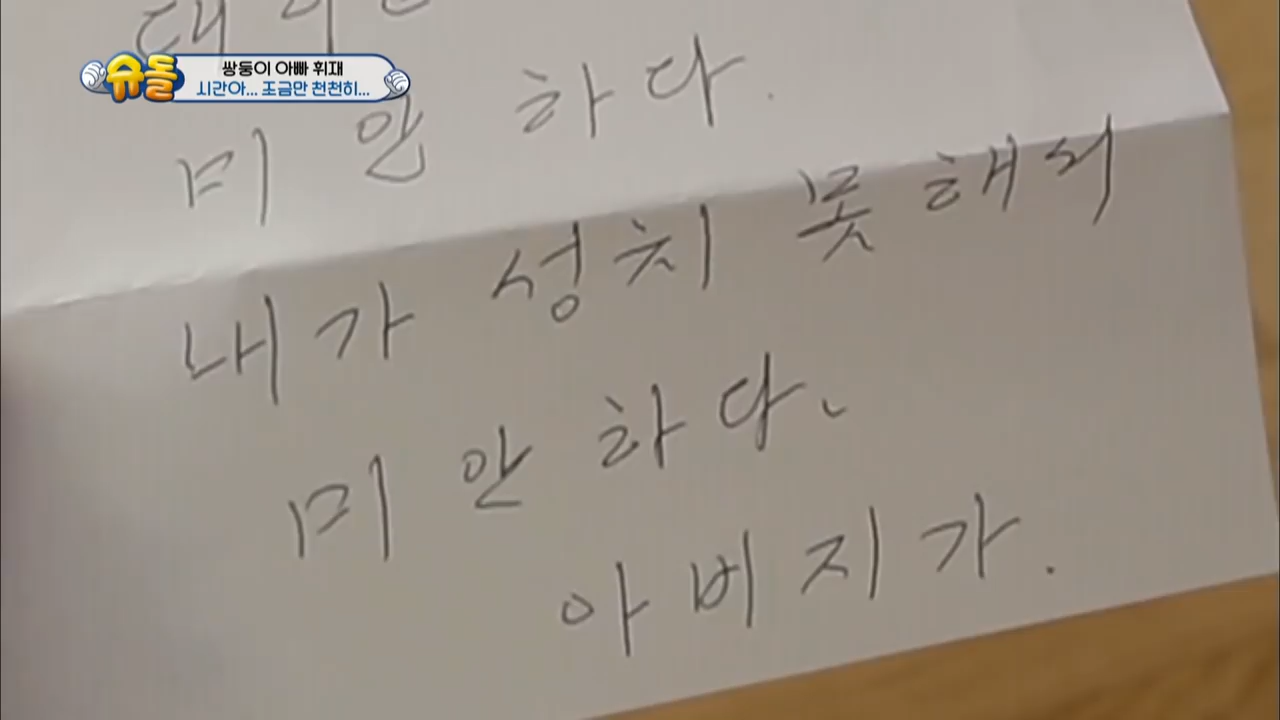 슈돌
쌍둥이 아빠 휘재
시간아... 조금만 천천히...
미안하다.
내가 성치 못해서
미안하다.
아버지가.